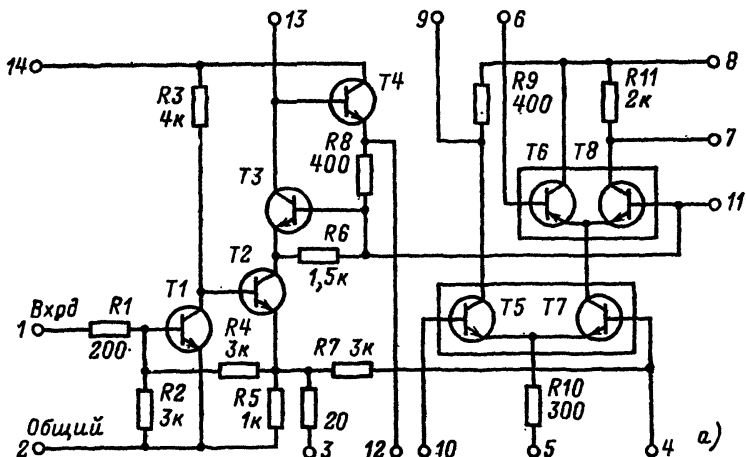 13
9
6
14
T4
8
R3
4к
R9
400
R11
2к
R8
400
7
T6
T8
T3
11
R6
1,5к
T2
T1
T5
T7
Вхрд
1
R1
200
R4
3к
R7 3к
R2
3к
R5
1к
20
R10
300
Общий
2
3
12
10
5
4
а)